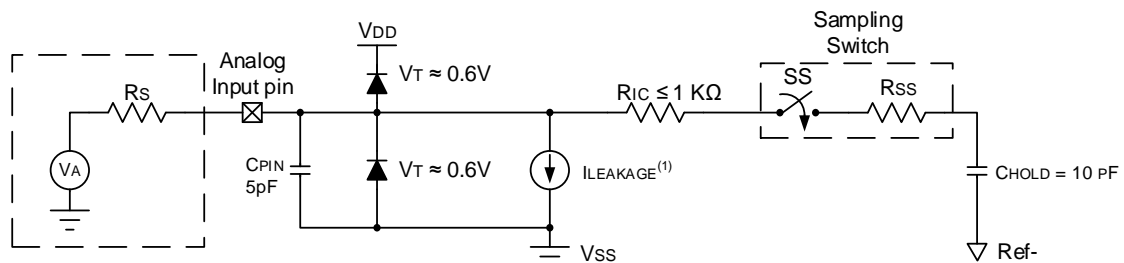 Sampling
Switch
VDD
Analog
Input pin
VT ≈ 0.6V
RS
RIC ≤ 1 KΩ
SS
RSS
VA
CPIN
5pF
VT ≈ 0.6V
ILEAKAGE(1)
CHOLD = 10 PF
VSS
Ref-